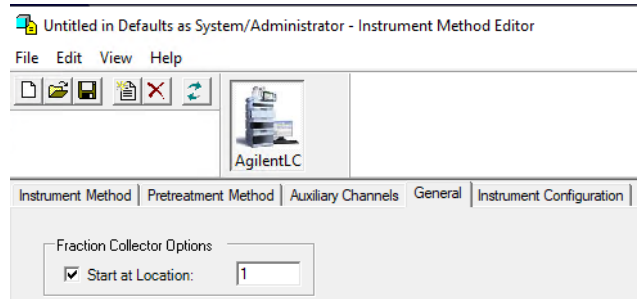 Untitled in Defaults as System/Administrator - Instrument Method Editor
File Edit View Help
AgilentLC
Instrument Method Pretreatment Method Auxiliary Channels General Instrument Configuration
Fraction Collector Options
Start at Location: 1